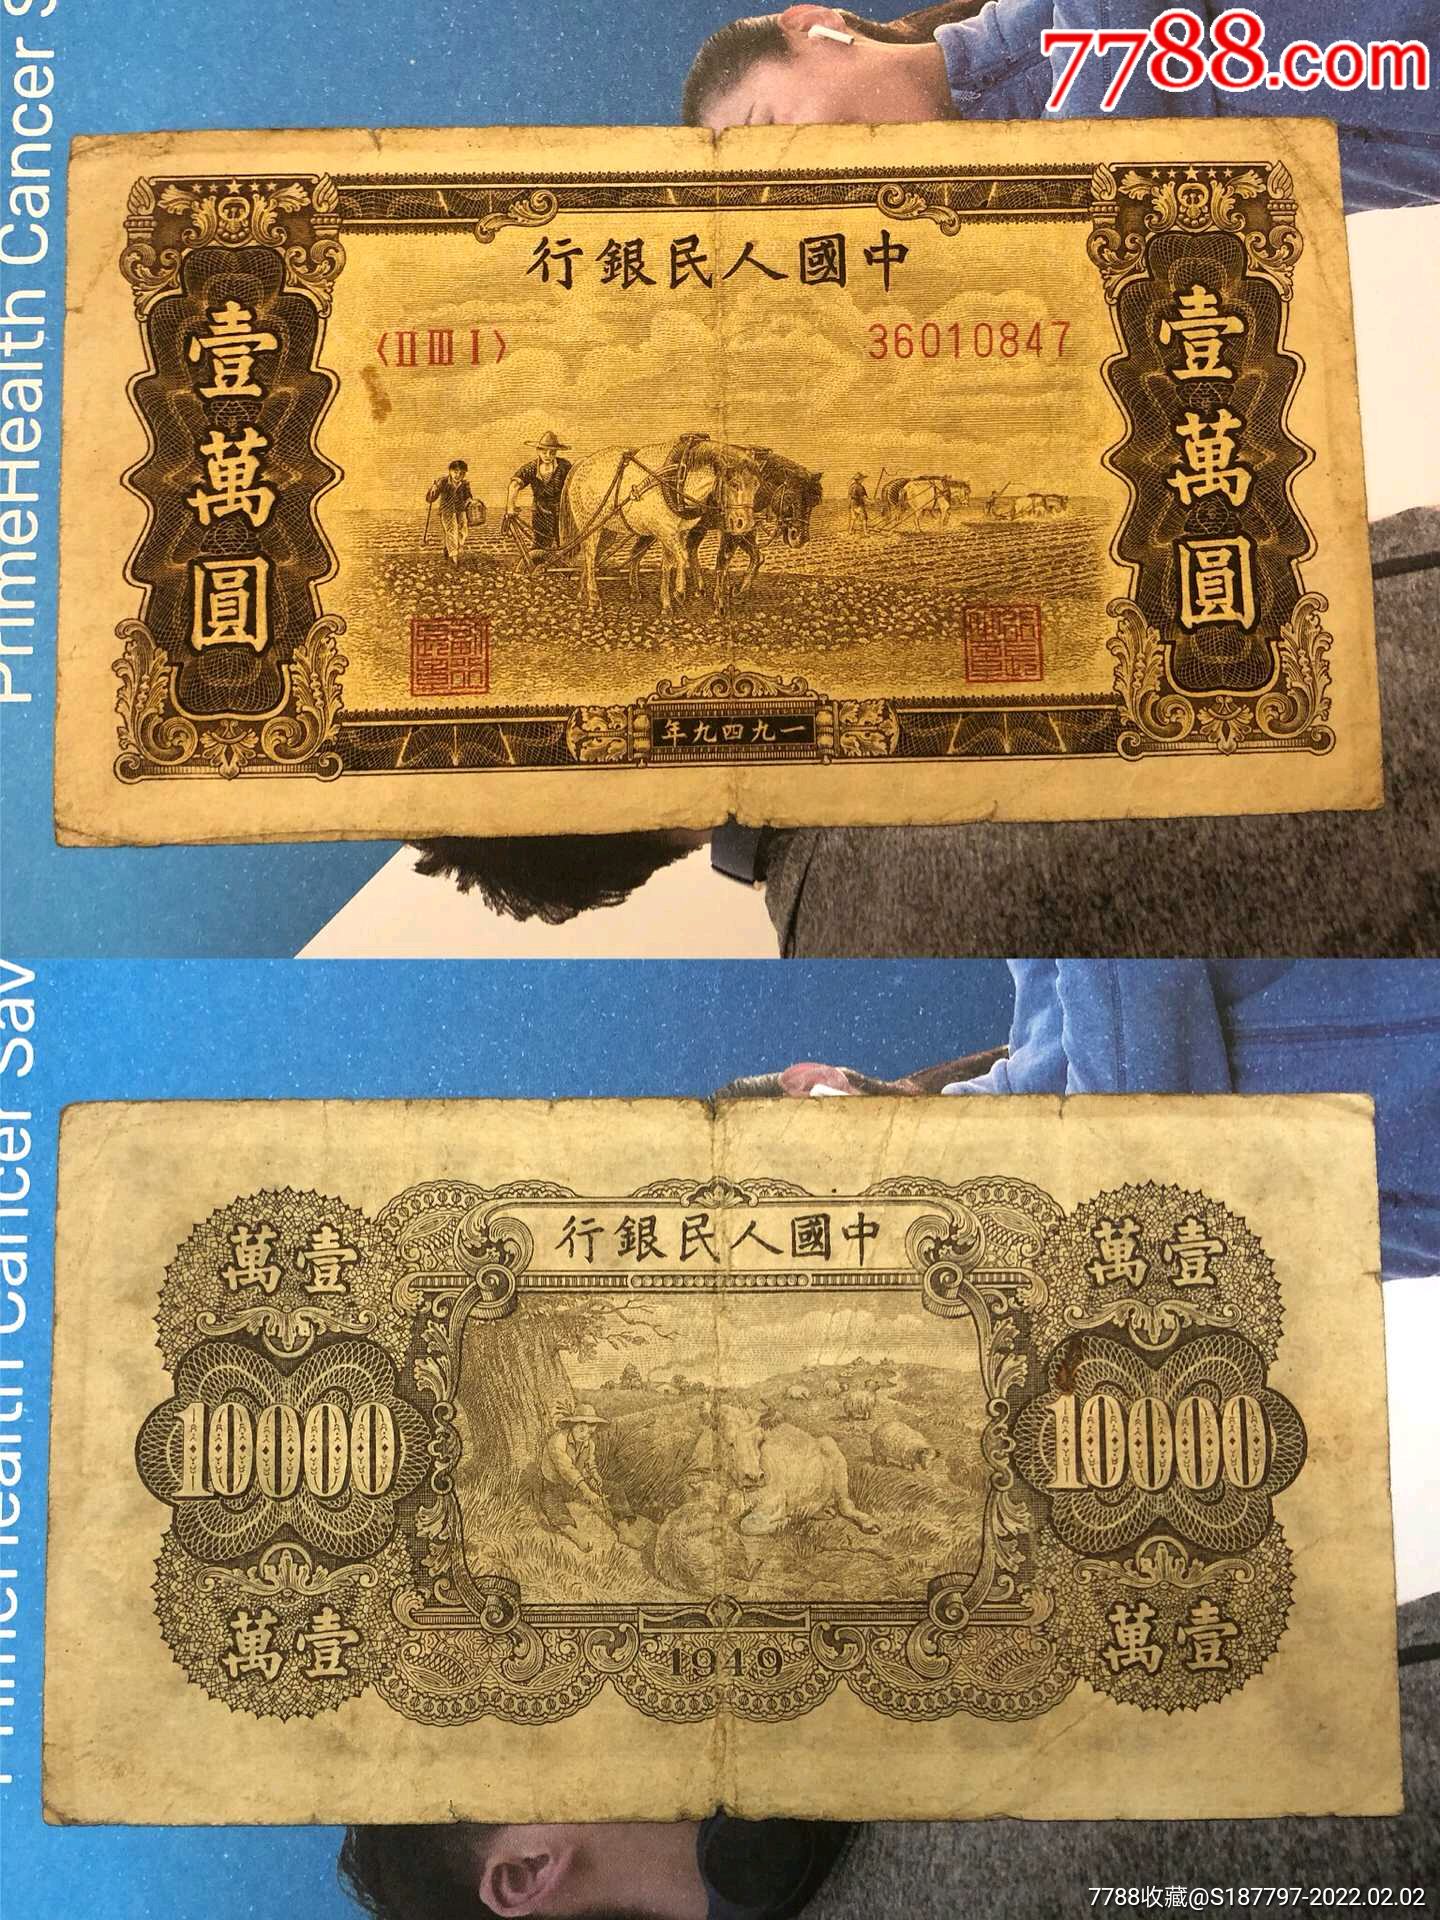 7788.com
PrimeHealth Cancer S
中國人民銀行
〈II III I〉
36010847
壹萬圓
壹萬圓
一九四九年
PrimeHealth Cancer Sav
中國人民銀行
壹萬
壹萬
10000
10000
壹萬
壹萬
1949
7788收藏@S187797-2022.02.02